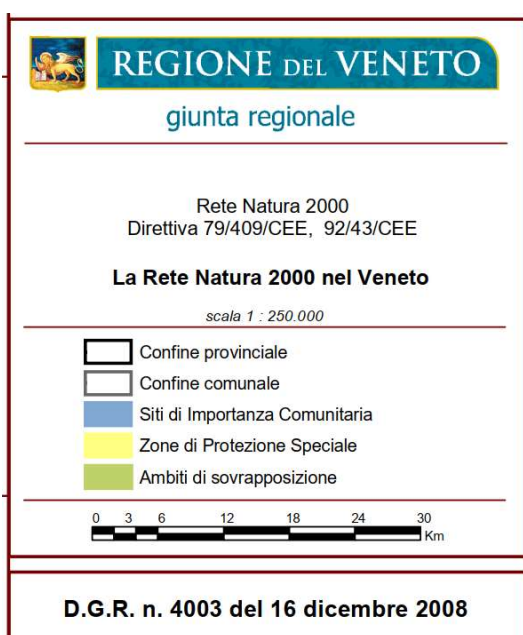 REGIONE DEL VENETO
giunta regionale
Rete Natura 2000
Direttiva 79/409/CEE, 92/43/CEE
La Rete Natura 2000 nel Veneto
scala 1 : 250.000
Confine provinciale
Confine comunale
Siti di Importanza Comunitaria
Zone di Protezione Speciale
Ambiti di sovrapposizione
0 3 6 12 18 24 30
Km
D.G.R. n. 4003 del 16 dicembre 2008